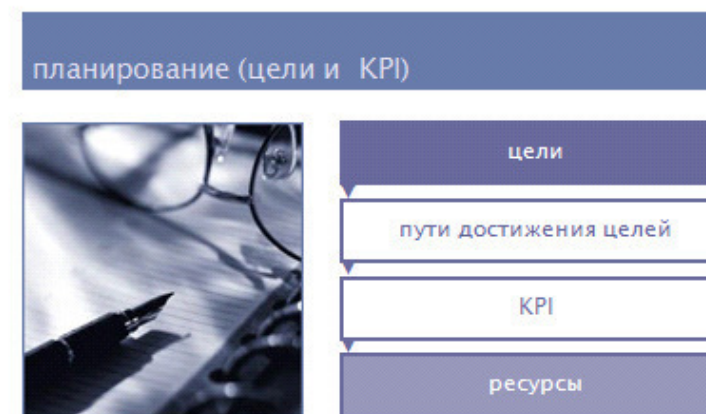 планирование (цели и KPI)
цели
пути достижения целей
KPI
ресурсы